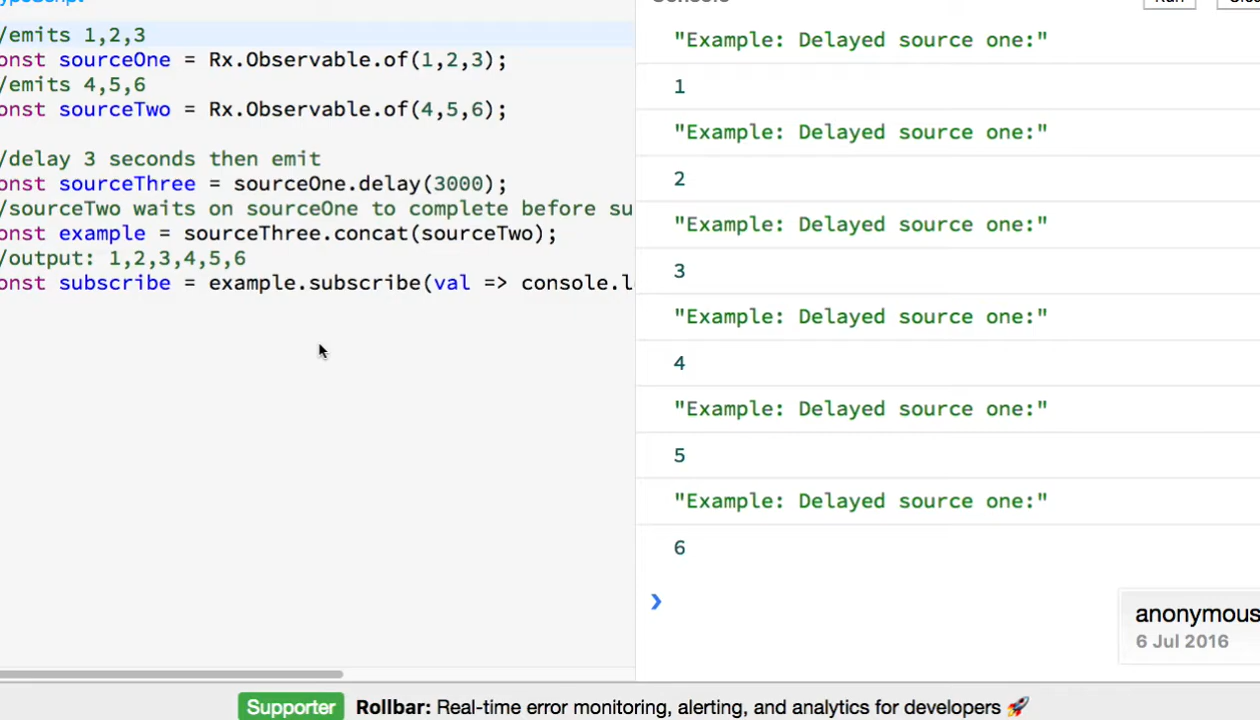 /emits 1,2,3
onst sourceOne = Rx.Observable.of(1,2,3);
/emits 4,5,6
onst sourceTwo = Rx.Observable.of(4,5,6);
/delay 3 seconds then emit
onst sourceThree = sourceOne.delay(3000);
/sourceTwo waits on sourceOne to complete before su
onst example = sourceThree.concat(sourceTwo);
/output: 1,2,3,4,5,6
onst subscribe = example.subscribe(val => console.l
"Example: Delayed source one:"
1
"Example: Delayed source one:"
2
"Example: Delayed source one:"
3
"Example: Delayed source one:"
4
"Example: Delayed source one:"
5
"Example: Delayed source one:"
6
anonymous
6 Jul 2016
Supporter Rollbar: Real-time error monitoring, alerting, and analytics for developers 🚀